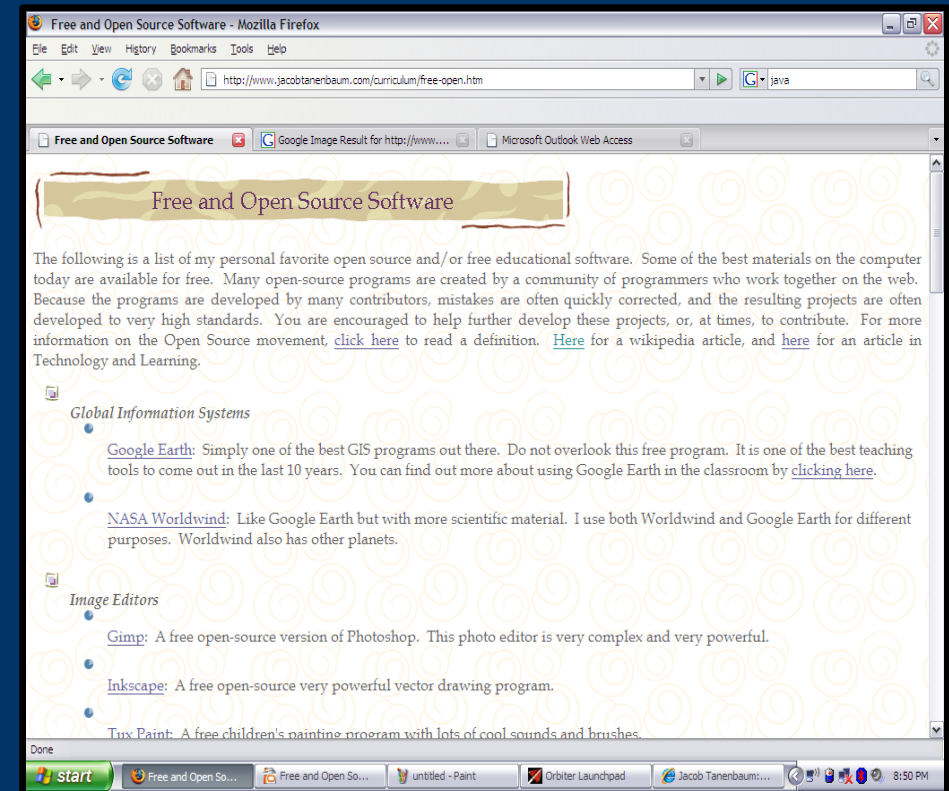 Free and Open Source Software - Mozilla Firefox
File Edit View History Bookmarks Tools Help
http://www.jacobtanenbaum.com/curriculum/free-open.htm
G java
Free and Open Source Software
Google Image Result for http://www....
Microsoft Outlook Web Access
Free and Open Source Software
The following is a list of my personal favorite open source and/or free educational software. Some of the best materials on the computer
today are available for free. Many open-source programs are created by a community of programmers who work together on the web.
Because the programs are developed by many contributors, mistakes are often quickly corrected, and the resulting projects are often
developed to very high standards. You are encouraged to help further develop these projects, or, at times, to contribute. For more
information on the Open Source movement, click here to read a definition. Here for a wikipedia article, and here for an article in
Technology and Learning.
Global Information Systems
Google Earth: Simply one of the best GIS programs out there. Do not overlook this free program. It is one of the best teaching
tools to come out in the last 10 years. You can find out more about using Google Earth in the classroom by clicking here.
NASA Worldwind: Like Google Earth but with more scientific material. I use both Worldwind and Google Earth for different
purposes. Worldwind also has other planets.
Image Editors
Gimp: A free open-source version of Photoshop. This photo editor is very complex and very powerful.
Inkscape: A free open-source very powerful vector drawing program.
Tux Paint: A free children's painting program with lots of cool sounds and brushes.
Done
start
Free and Open So...
Free and Open So...
untitled - Paint
Orbiter Launchpad
Jacob Tanenbaum:...
8:50 PM